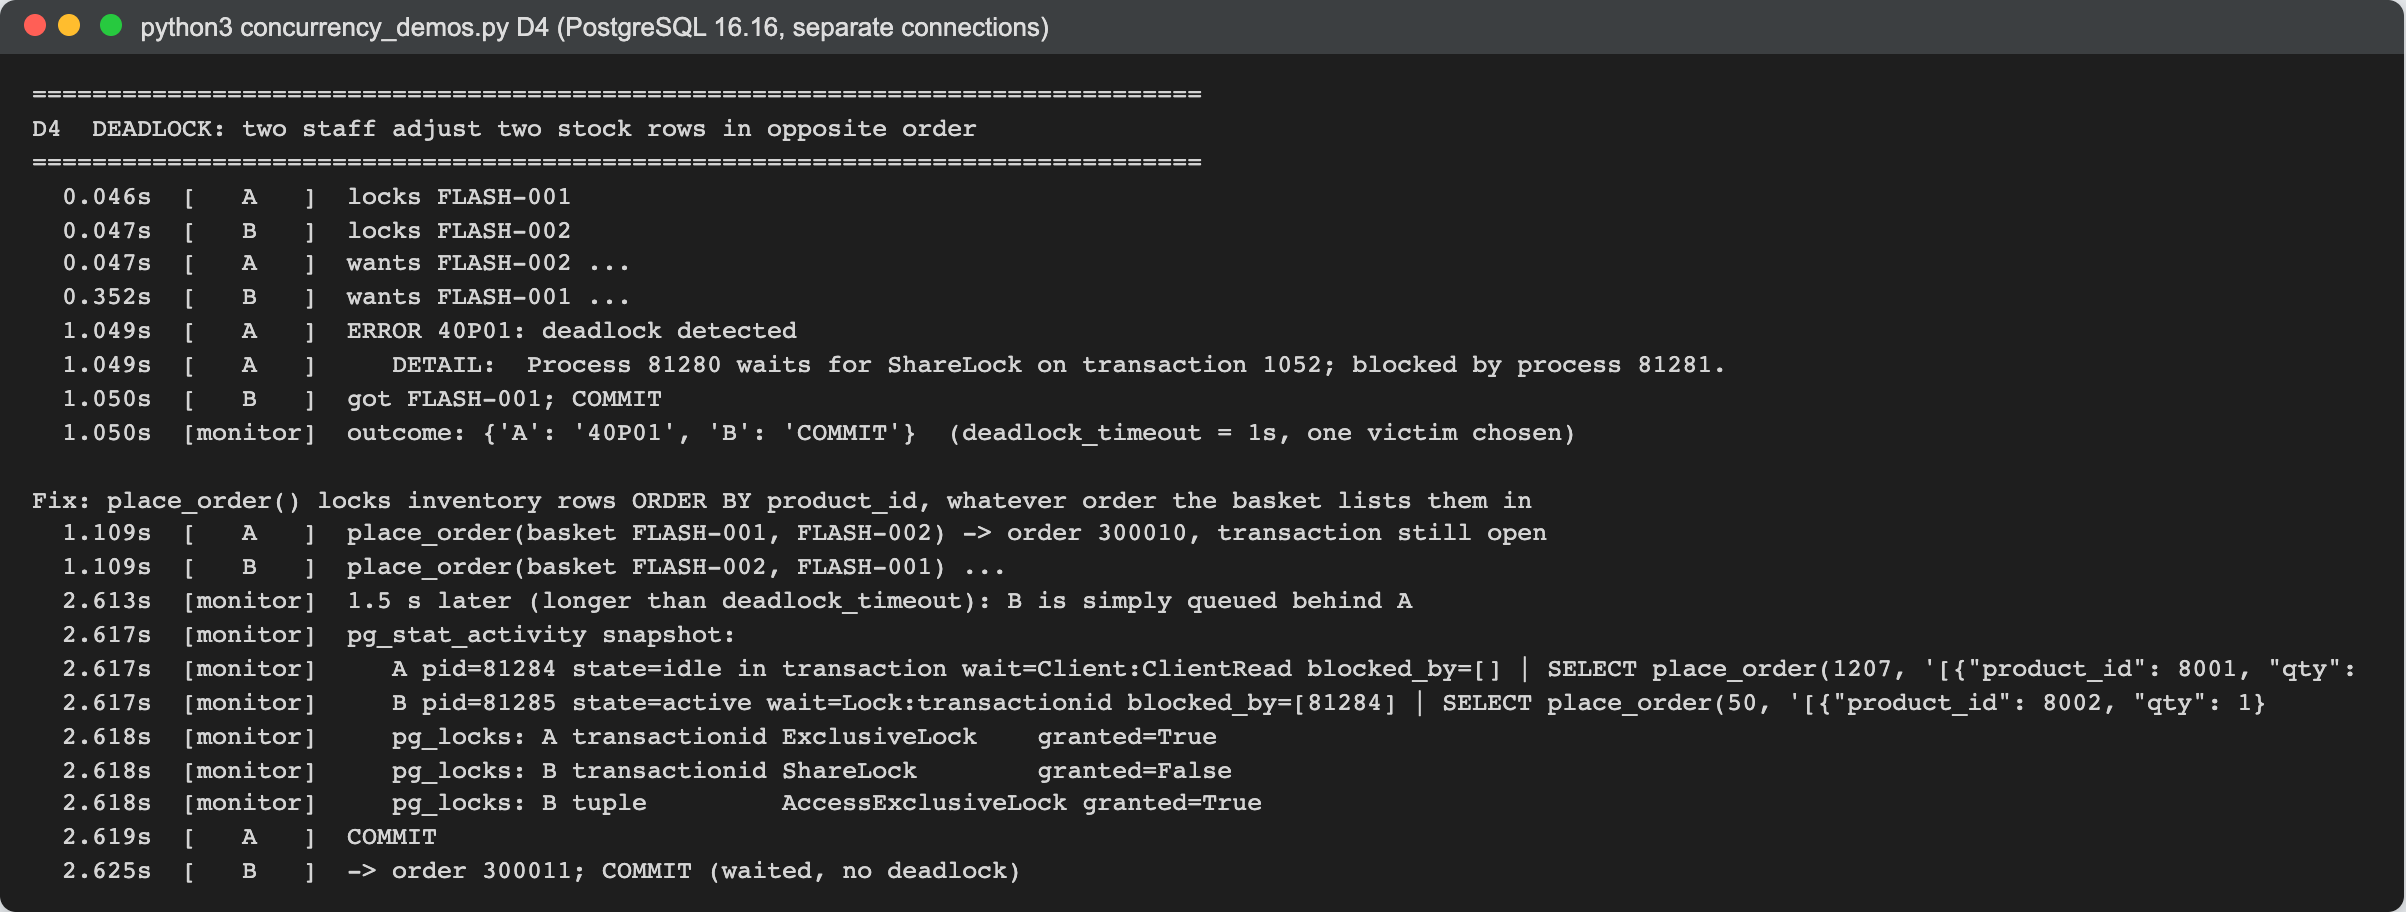 python3 concurrency_demos.py D4 (PostgreSQL 16.16, separate connections)
==============================================================================
D4  DEADLOCK: two staff adjust two stock rows in opposite order
==============================================================================
  0.046s  [   A   ]  locks FLASH-001
  0.047s  [   B   ]  locks FLASH-002
  0.047s  [   A   ]  wants FLASH-002 ...
  0.352s  [   B   ]  wants FLASH-001 ...
  1.049s  [   A   ]  ERROR 40P01: deadlock detected
  1.049s  [   A   ]     DETAIL:  Process 81280 waits for ShareLock on transaction 1052; blocked by process 81281.
  1.050s  [   B   ]  got FLASH-001; COMMIT
  1.050s  [monitor]  outcome: {'A': '40P01', 'B': 'COMMIT'}  (deadlock_timeout = 1s, one victim chosen)
Fix: place_order() locks inventory rows ORDER BY product_id, whatever order the basket lists them in
  1.109s  [   A   ]  place_order(basket FLASH-001, FLASH-002) -> order 300010, transaction still open
  1.109s  [   B   ]  place_order(basket FLASH-002, FLASH-001) ...
  2.613s  [monitor]  1.5 s later (longer than deadlock_timeout): B is simply queued behind A
  2.617s  [monitor]  pg_stat_activity snapshot:
  2.617s  [monitor]     A pid=81284 state=idle in transaction wait=Client:ClientRead blocked_by=[] | SELECT place_order(1207, '[{"product_id": 8001, "qty":
  2.617s  [monitor]     B pid=81285 state=active wait=Lock:transactionid blocked_by=[81284] | SELECT place_order(50, '[{"product_id": 8002, "qty": 1}
  2.618s  [monitor]     pg_locks: A transactionid ExclusiveLock    granted=True
  2.618s  [monitor]     pg_locks: B transactionid ShareLock        granted=False
  2.618s  [monitor]     pg_locks: B tuple         AccessExclusiveLock granted=True
  2.619s  [   A   ]  COMMIT
  2.625s  [   B   ]  -> order 300011; COMMIT (waited, no deadlock)